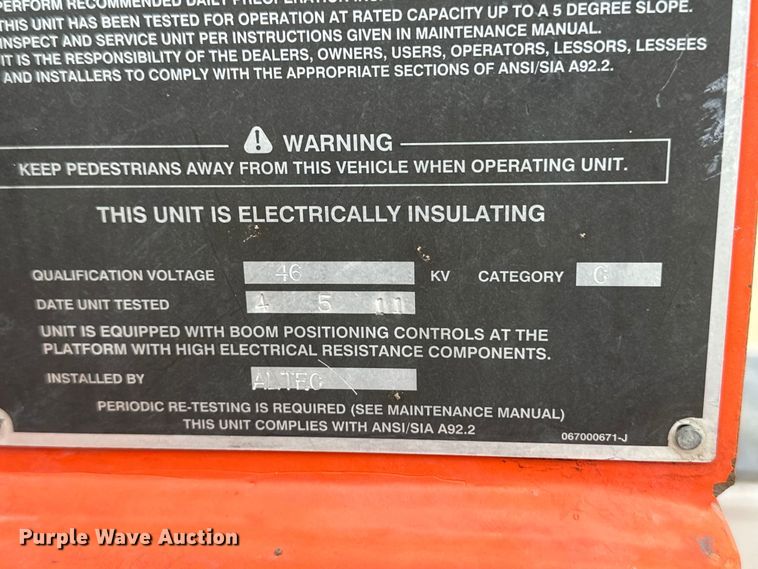 PERFORM RECOMMENDED DAILY PREOPERATION
THIS UNIT HAS BEEN TESTED FOR OPERATION AT RATED CAPACITY UP TO A 5 DEGREE SLOPE.
INSPECT AND SERVICE UNIT PER INSTRUCTIONS GIVEN IN MAINTENANCE MANUAL.
IT IS THE RESPONSIBILITY OF THE DEALERS, OWNERS, USERS, OPERATORS, LESSORS, LESSEES
AND INSTALLERS TO COMPLY WITH THE APPROPRIATE SECTIONS OF ANSI/SIA A92.2.
WARNING
KEEP PEDESTRIANS AWAY FROM THIS VEHICLE WHEN OPERATING UNIT.
THIS UNIT IS ELECTRICALLY INSULATING
QUALIFICATION VOLTAGE 46 KV CATEGORY C
DATE UNIT TESTED 4 5 11
UNIT IS EQUIPPED WITH BOOM POSITIONING CONTROLS AT THE
PLATFORM WITH HIGH ELECTRICAL RESISTANCE COMPONENTS.
INSTALLED BY ALTEC
PERIODIC RE-TESTING IS REQUIRED (SEE MAINTENANCE MANUAL)
THIS UNIT COMPLIES WITH ANSI/SIA A92.2
067000671-J
Purple Wave Auction